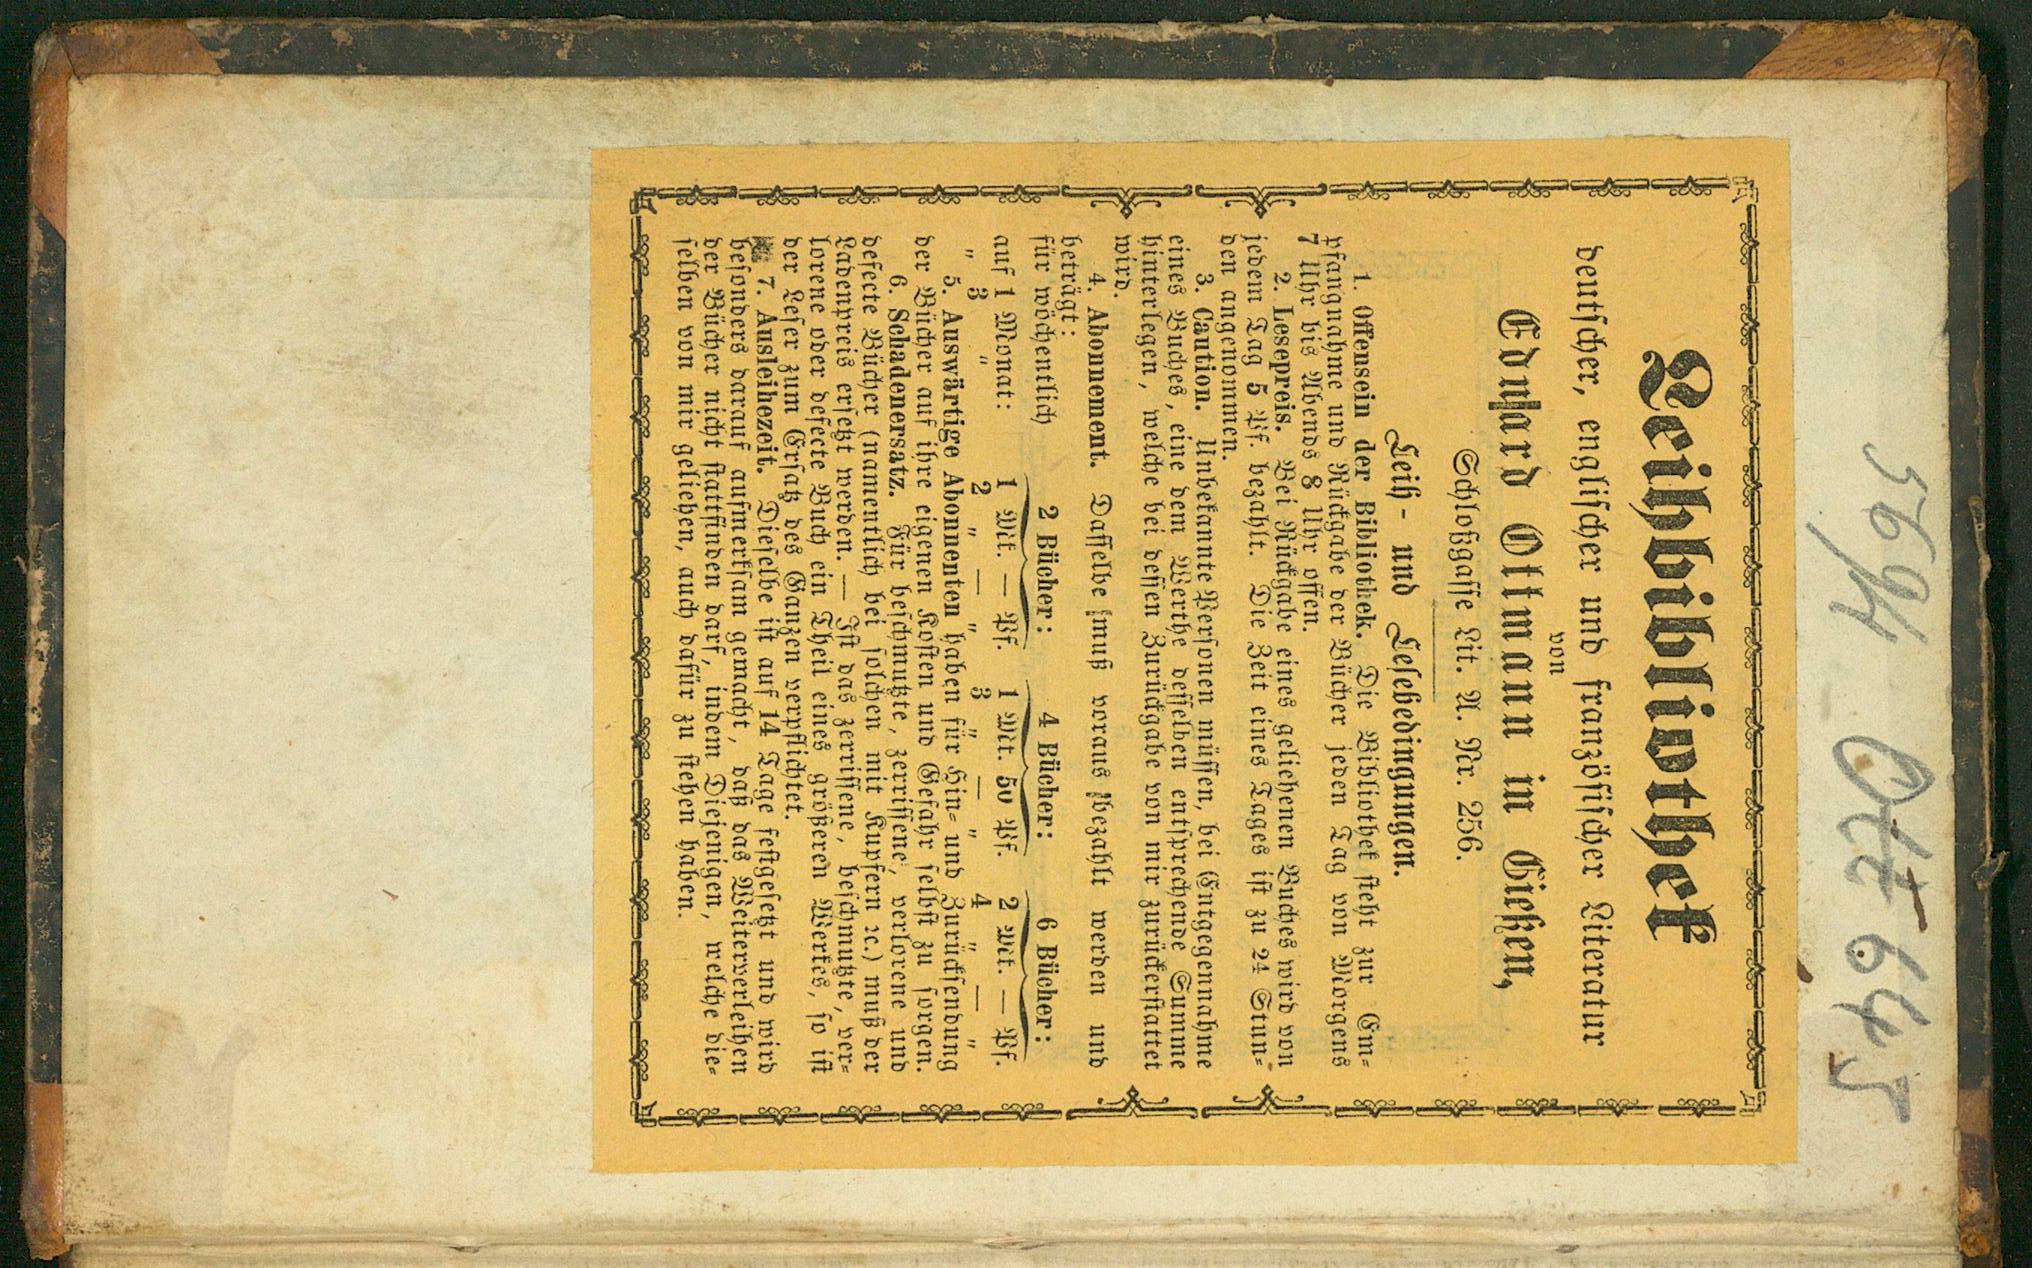 5694 Ott 645
Leihbibliothek
deutscher, englischer und französischer Literatur
von
Eduard Ottmann in Gießen,
Schloßgasse Lit. A. Nr. 256.
Leih- und Lesebedingungen.
1. Offensein der Bibliothek. Die Bibliothek steht zur Em-
pfangnahme und Rückgabe der Bücher jeden Tag von Morgens
7 Uhr bis Abends 8 Uhr offen.
2. Lesepreis. Bei Rückgabe eines geliehenen Buches wird von
jedem Tag 5 Pf. bezahlt. Die Zeit eines Tages ist zu 24 Stun-
den angenommen.
3. Caution. Unbekannte Personen müssen, bei Entgegennahme
eines Buches, eine dem Werthe desselben entsprechende Summe
hinterlegen, welche bei dessen Zurückgabe von mir zurückerstattet
wird.
4. Abonnement. Dasselbe muß voraus bezahlt werden und
beträgt:
für wöchentlich 2 Bücher: 4 Bücher: 6 Bücher:
auf 1 Monat: 1 Mk. — Pf. 1 Mk. 50 Pf. 2 Mk. — Pf.
" 3 " 2 " — " 3 " — " 4 " — "
5. Auswärtige Abonnenten haben für Hin- und Zurücksendung
der Bücher auf ihre eigenen Kosten und Gefahr selbst zu sorgen.
6. Schadenersatz. Für beschmutzte, zerrissene, verlorene und
defecte Bücher (namentlich bei solchen mit Kupfern ꝛc.) muß der
Ladenpreis ersetzt werden. — Ist das zerrissene, beschmutzte, ver-
lorene oder defecte Buch ein Theil eines größeren Werkes, so ist
der Leser zum Ersatz des Ganzen verpflichtet.
7. Ausleihezeit. Dieselbe ist auf 14 Tage festgesetzt und wird
besonders darauf aufmerksam gemacht, daß das Weiterverleihen
der Bücher nicht stattfinden darf, indem Diejenigen, welche die-
selben von mir geliehen, auch dafür zu stehen haben.